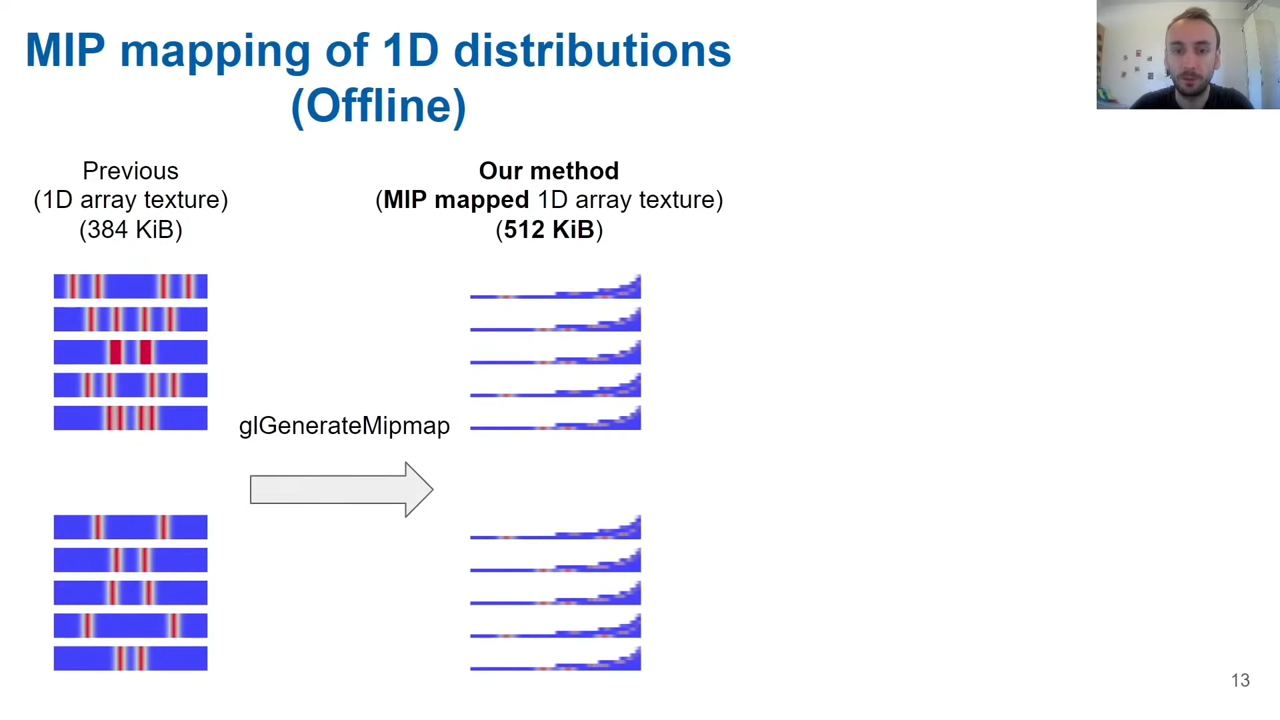 MIP mapping of 1D distributions
(Offline)
Previous
(1D array texture)
(384 KiB)
Our method
(MIP mapped 1D array texture)
(512 KiB)
glGenerateMipmap
13